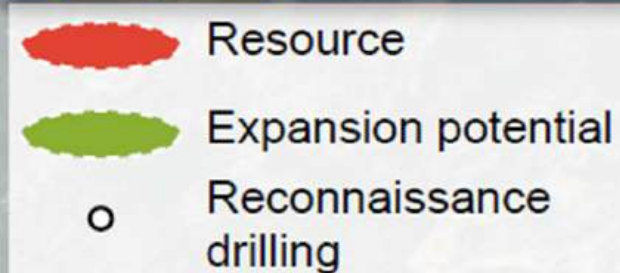 Resource
Expansion potential
Reconnaissance
drilling